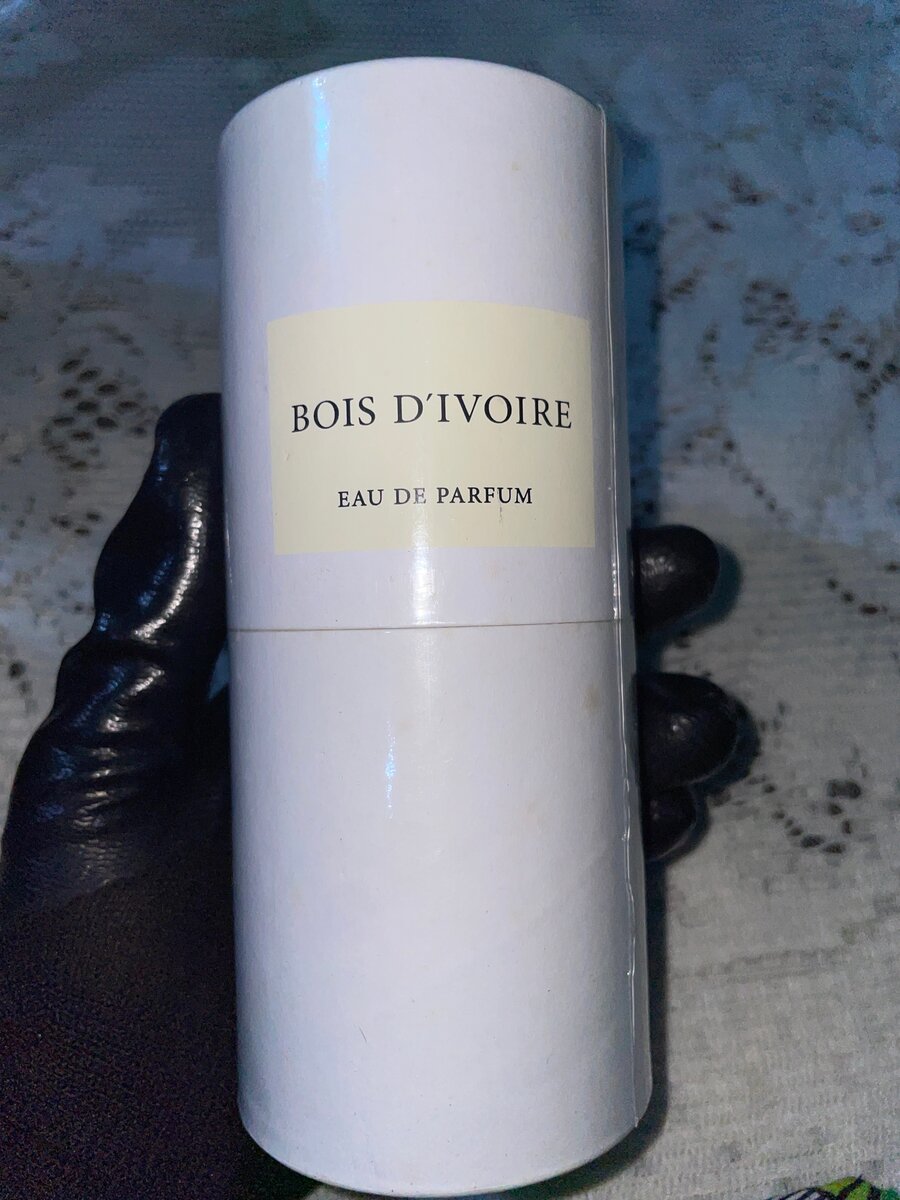 BOIS D´IVOIRE
EAU DE PARFUM